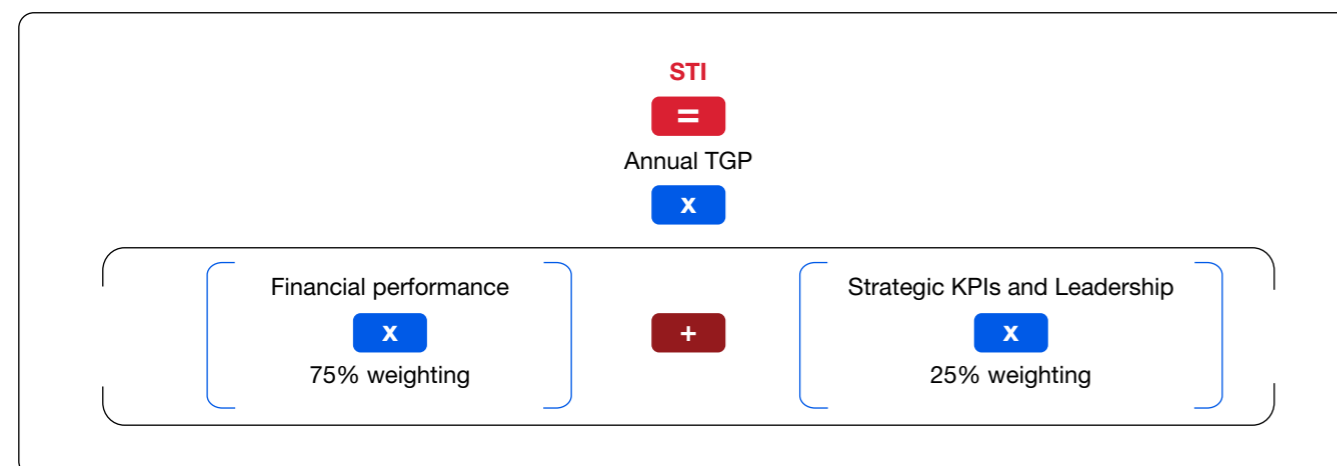 STI
=
Annual TGP
x
Financial performance
x
75% weighting
+
Strategic KPIs and Leadership
x
25% weighting